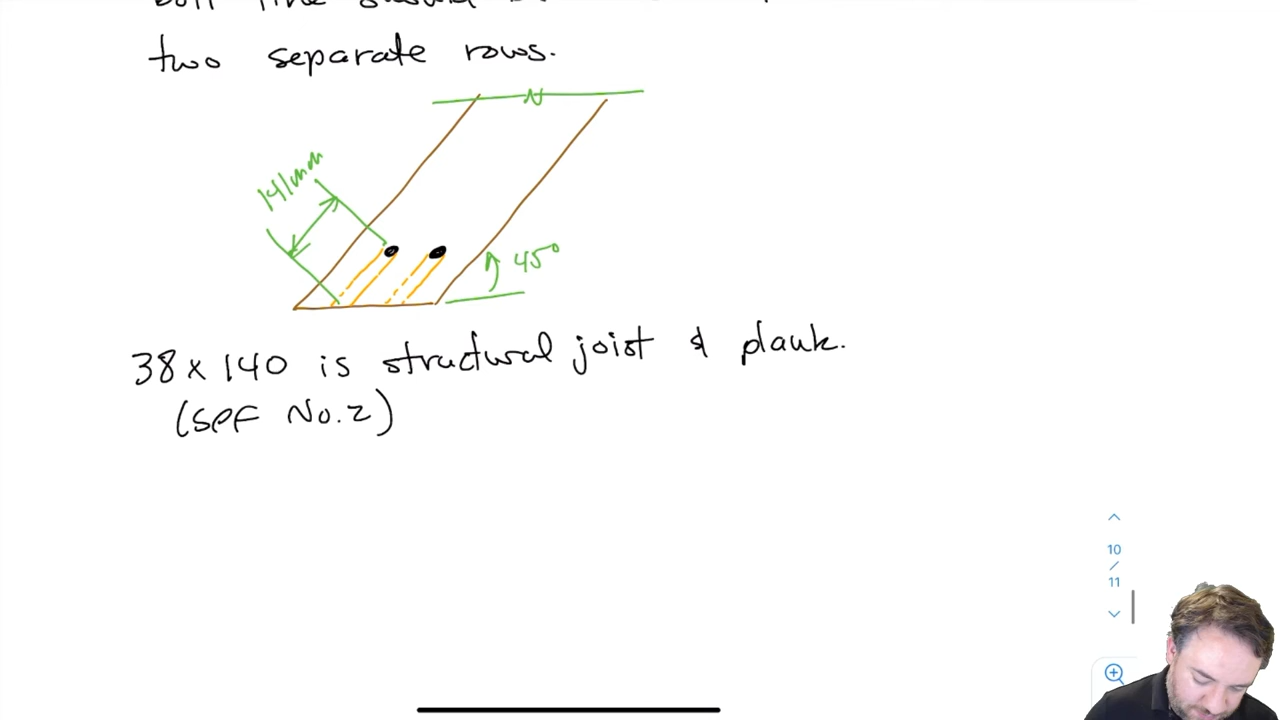 two separate rows.
N
141mm
45°
38 x 140 is structural joist & plank.
(SPF No. 2)
10
/
11